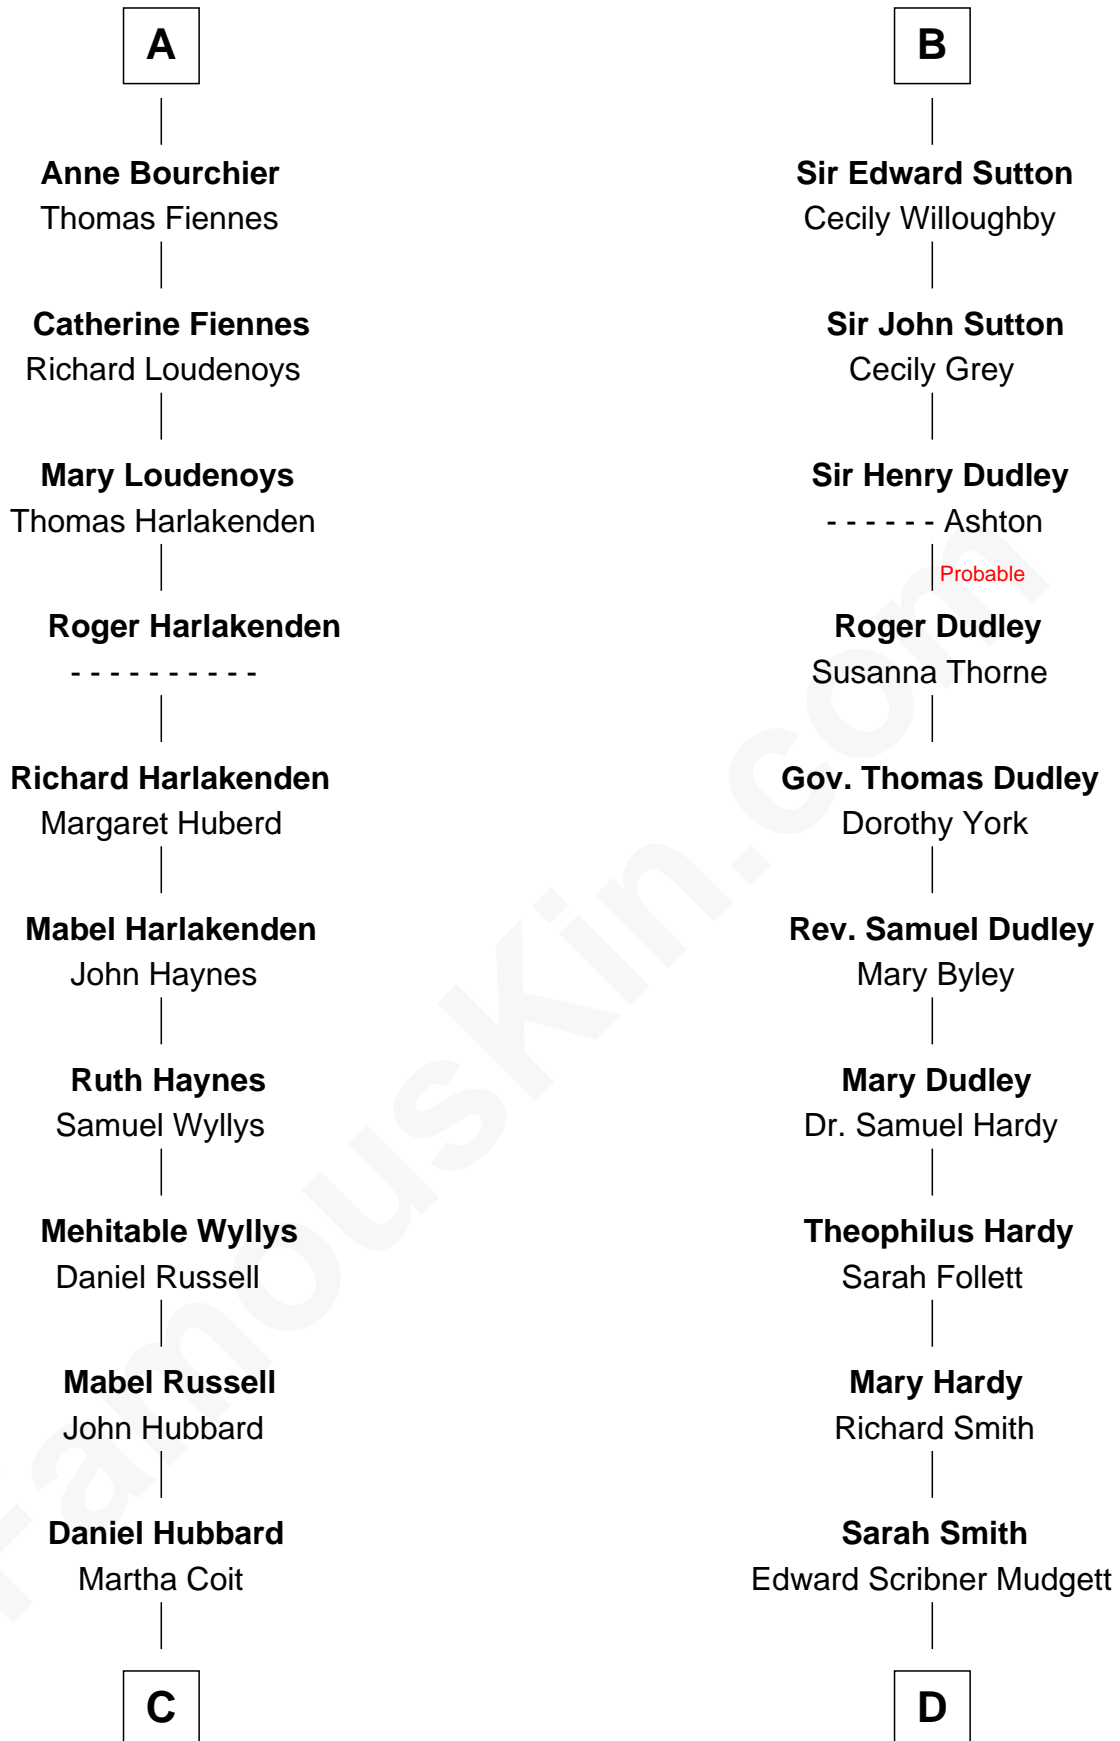 A
Anne Bourchier
Thomas Fiennes
Catherine Fiennes
Richard Loudenoys
Mary Loudenoys
Thomas Harlakenden
Roger Harlakenden
- - - - - - - - - -
Richard Harlakenden
Margaret Huberd
Mabel Harlakenden
John Haynes
Ruth Haynes
Samuel Wyllys
Mehitable Wyllys
Daniel Russell
Mabel Russell
John Hubbard
Daniel Hubbard
Martha Coit
C
B
Sir Edward Sutton
Cecily Willoughby
Sir John Sutton
Cecily Grey
Sir Henry Dudley
- - - - - - Ashton
Probable
Roger Dudley
Susanna Thorne
Gov. Thomas Dudley
Dorothy York
Rev. Samuel Dudley
Mary Byley
Mary Dudley
Dr. Samuel Hardy
Theophilus Hardy
Sarah Follett
Mary Hardy
Richard Smith
Sarah Smith
Edward Scribner Mudgett
D
FamousKin.com